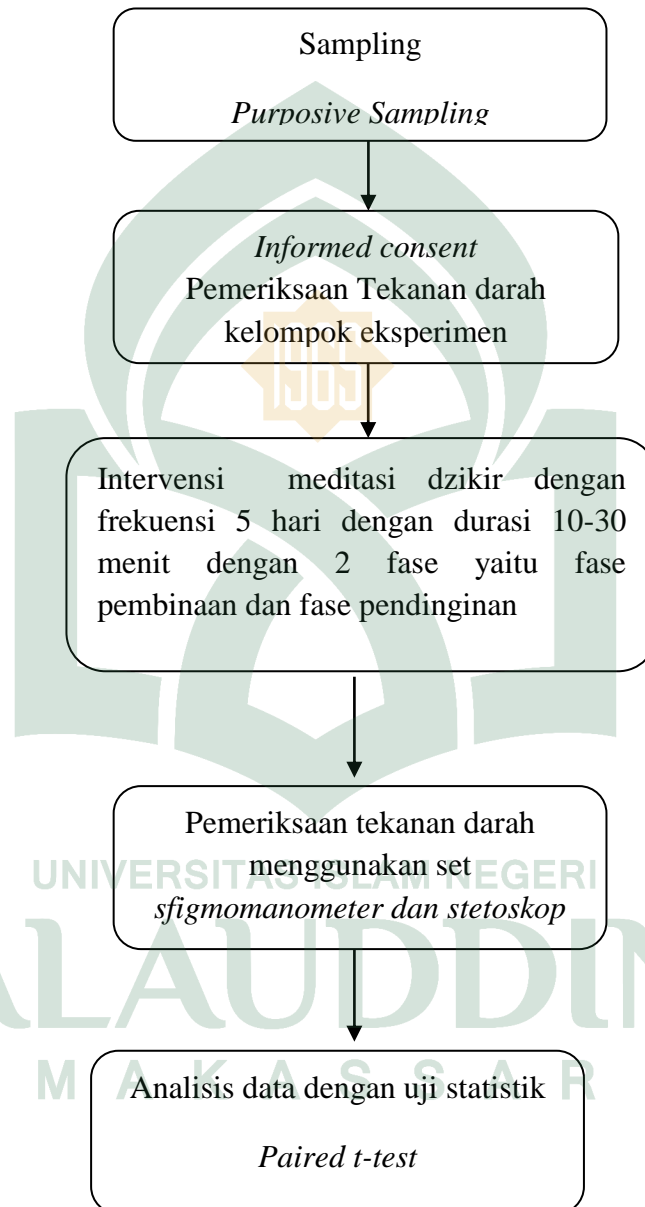 Sampling
Purposive Sampling
Informed consent
Pemeriksaan Tekanan darah
kelompok eksperimen
1965
Intervensi meditasi dzikir dengan
frekuensi 5 hari dengan durasi 10-30
menit dengan 2 fase yaitu fase
pembinaan dan fase pendinginan
Pemeriksaan tekanan darah
menggunakan set
sfigmomanometer dan stetoskop
UNIVERSITAS ISLAM NEGERI
ALAUDDIN
MAKASSAR
Analisis data dengan uji statistik
Paired t-test